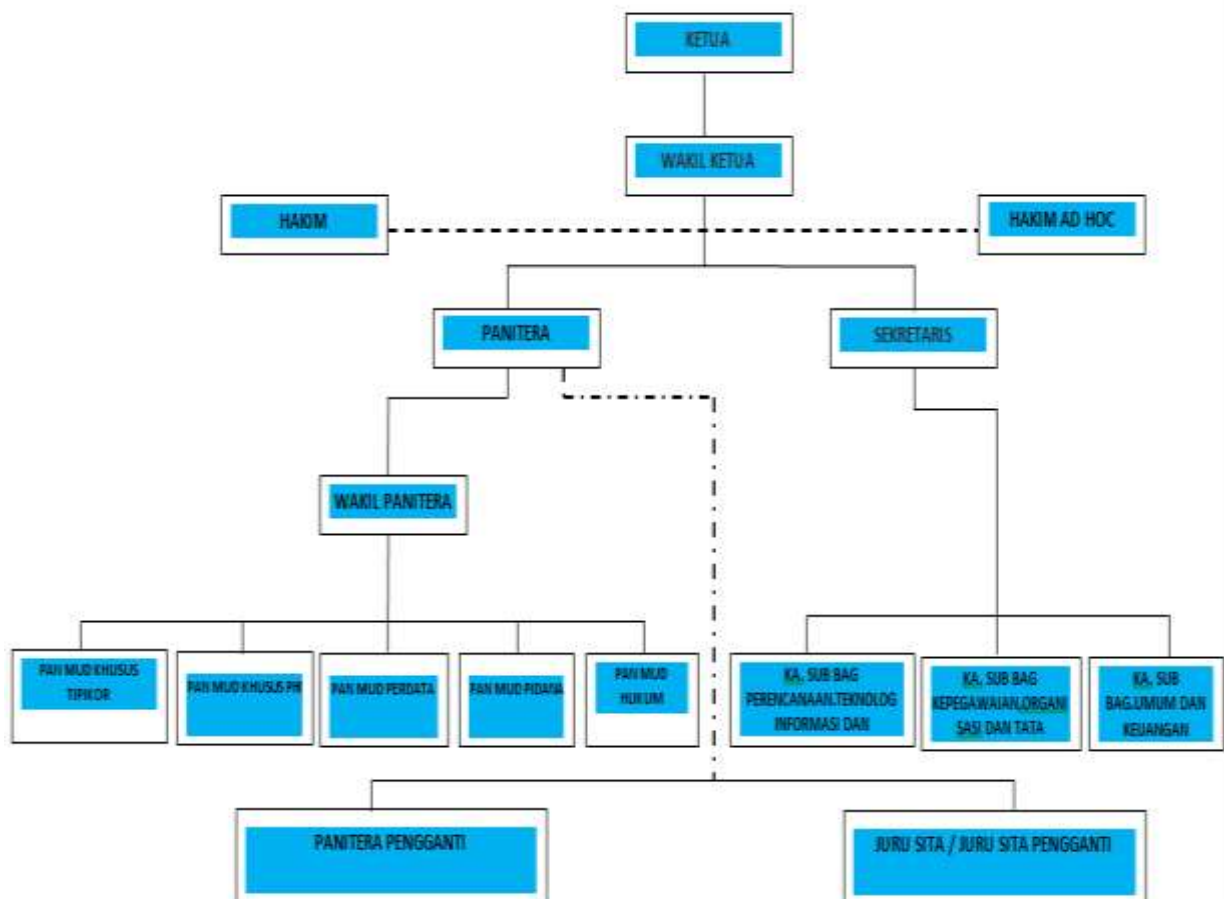 KETUA
WAKIL KETUA
HAKIM
HAKIM AD HOC
PANITERA
SEKRETARIS
WAKIL PANITERA
PAN MUD KHUSUS
TIPIKOR
PAN MUD KHUSUS PHI
PAN MUD PERDATA
PAN MUD PIDANA
PAN MUD
HUKUM
KA. SUB BAG
PERENCANAAN.TEKNOLOG
INFORMASI DAN
KA. SUB BAG
KEPEGAWAIAN,ORGANI
SASI DAN TATA
KA. SUB
BAG.UMUM DAN
KEUANGAN
PANITERA PENGGANTI
JURU SITA / JURU SITA PENGGANTI